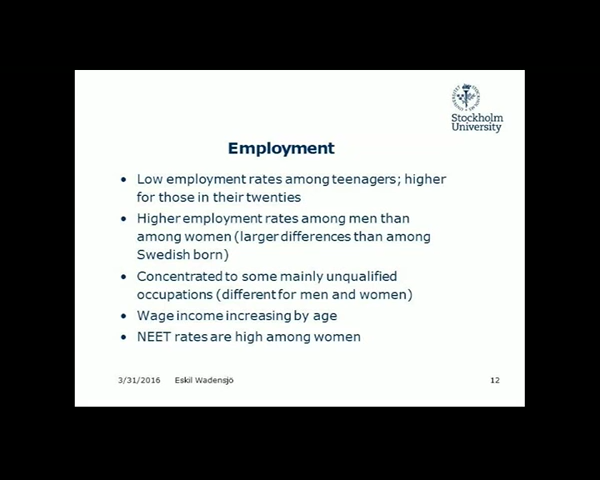 Stockholm
University
Employment
• Low employment rates among teenagers; higher
for those in their twenties
• Higher employment rates among men than
among women (larger differences than among
Swedish born)
• Concentrated to some mainly unqualified
occupations (different for men and women)
• Wage income increasing by age
• NEET rates are high among women
3/31/2016 Eskil Wadensjö 12